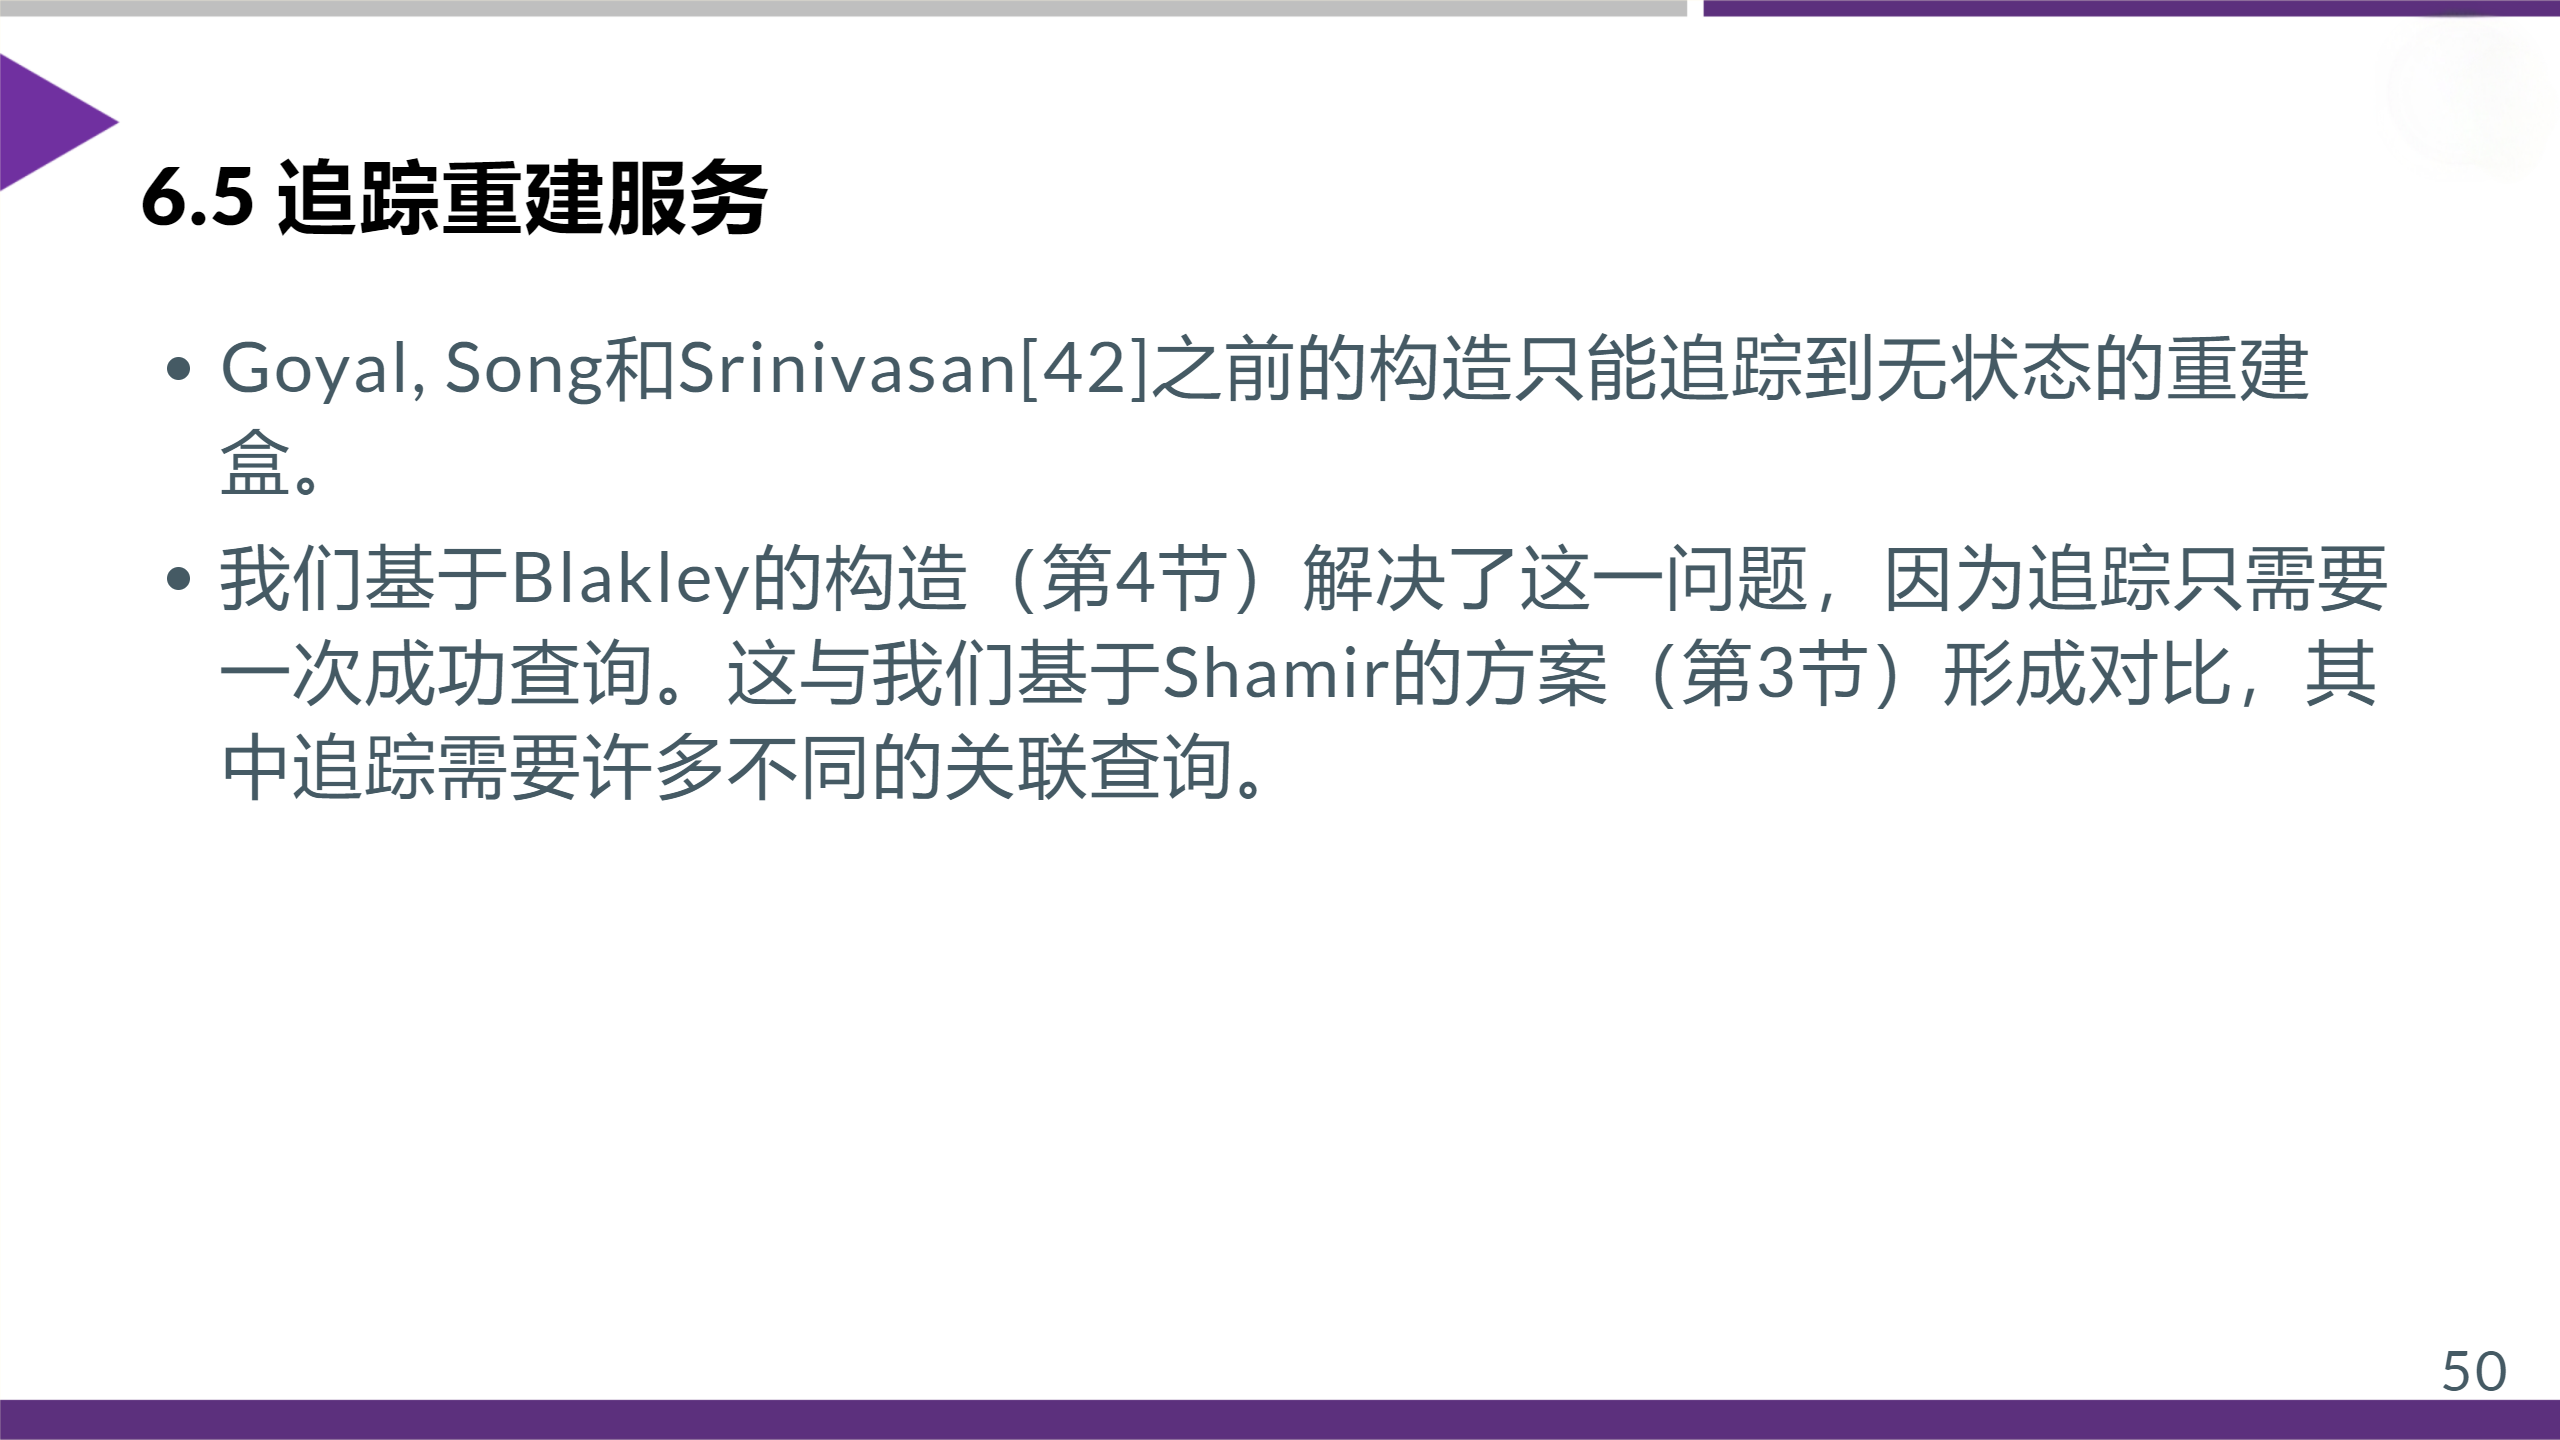 6.5 追踪重建服务
• Goyal, Song和Srinivasan[42]之前的构造只能追踪到无状态的重建
盒。
• 我们基于Blakley的构造（第4节）解决了这一问题，因为追踪只需要
一次成功查询。这与我们基于Shamir的方案（第3节）形成对比，其
中追踪需要许多不同的关联查询。
50